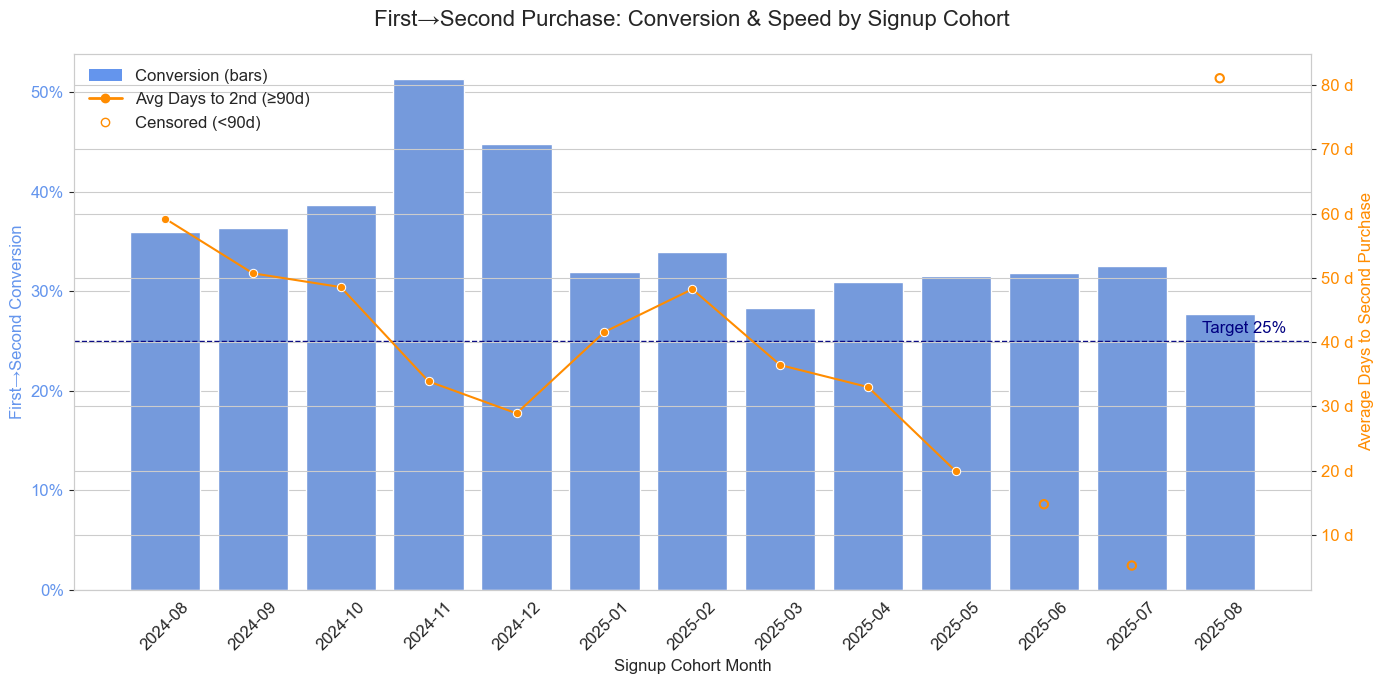 First→Second Purchase: Conversion & Speed by Signup Cohort
Conversion (bars)
Avg Days to 2nd (≥90d)
Censored (<90d)
First→Second Conversion
50%
40%
30%
20%
10%
0%
80 d
70 d
60 d
50 d
40 d
30 d
20 d
10 d
Average Days to Second Purchase
Target 25%
2024-08
2024-09
2024-10
2024-11
2024-12
2025-01
2025-02
2025-03
2025-04
2025-05
2025-06
2025-07
2025-08
Signup Cohort Month